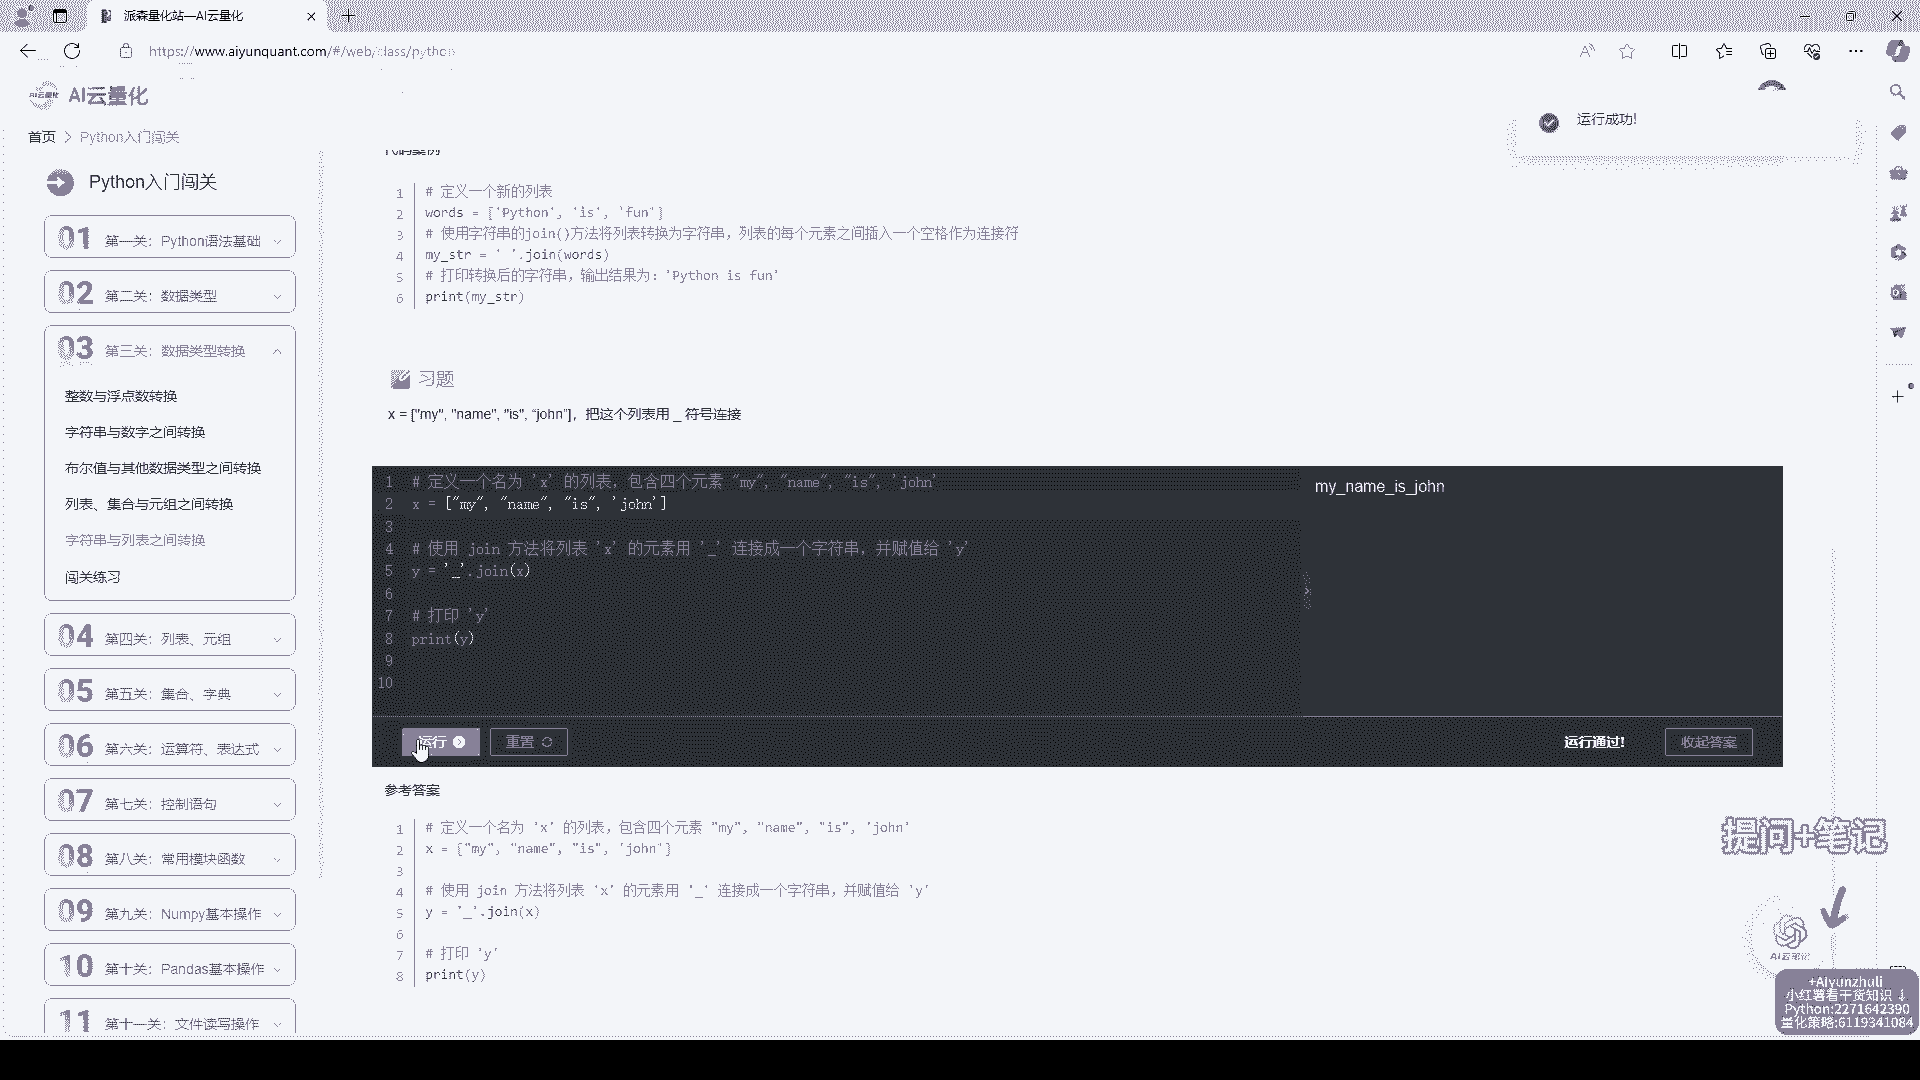 派森量化站—AI云量化
https://www.aiyunquant.com/#/web/class/python
AI云量化
首页 > Python入门闯关
运行成功!
Python入门闯关
01 第一关：Python语法基础
02 第二关：数据类型
03 第三关：数据类型转换
整数与浮点数转换
字符串与数字之间转换
布尔值与其他数据类型之间转换
列表、集合与元组之间转换
字符串与列表之间转换
闯关练习
04 第四关：列表、元组
05 第五关：集合、字典
06 第六关：运算符、表达式
07 第七关：控制语句
08 第八关：常用模块函数
09 第九关：Numpy基本操作
10 第十关：Pandas基本操作
11 第十一关：文件读写操作
1 # 定义一个新的列表
2 words = ['Python', 'is', 'fun']
3 # 使用字符串的join()方法将列表转换为字符串，列表的每个元素之间插入一个空格作为连接符
4 my_str = ' '.join(words)
5 # 打印转换后的字符串，输出结果为：'Python is fun'
6 print(my_str)
习题
x = ["my", "name", "is", "john"]，把这个列表用 _ 符号连接
1 # 定义一个名为 'x' 的列表，包含四个元素 "my", "name", "is", 'john'
2 x = ["my", "name", "is", 'john']
3
4 # 使用 join 方法将列表 'x' 的元素用 '_' 连接成一个字符串，并赋值给 'y'
5 y = '_'.join(x)
6
7 # 打印 'y'
8 print(y)
9
10
my_name_is_john
运行
重置
运行通过!
收起答案
参考答案
1 # 定义一个名为 'x' 的列表，包含四个元素 "my", "name", "is", 'john'
2 x = ["my", "name", "is", 'john']
3
4 # 使用 join 方法将列表 'x' 的元素用 '_' 连接成一个字符串，并赋值给 'y'
5 y = '_'.join(x)
6
7 # 打印 'y'
8 print(y)
提问+笔记
AI云量化
+Aiyunzhuli
小红薯看干货知识 ↓
Python:2271642390
量化策略:6119341084